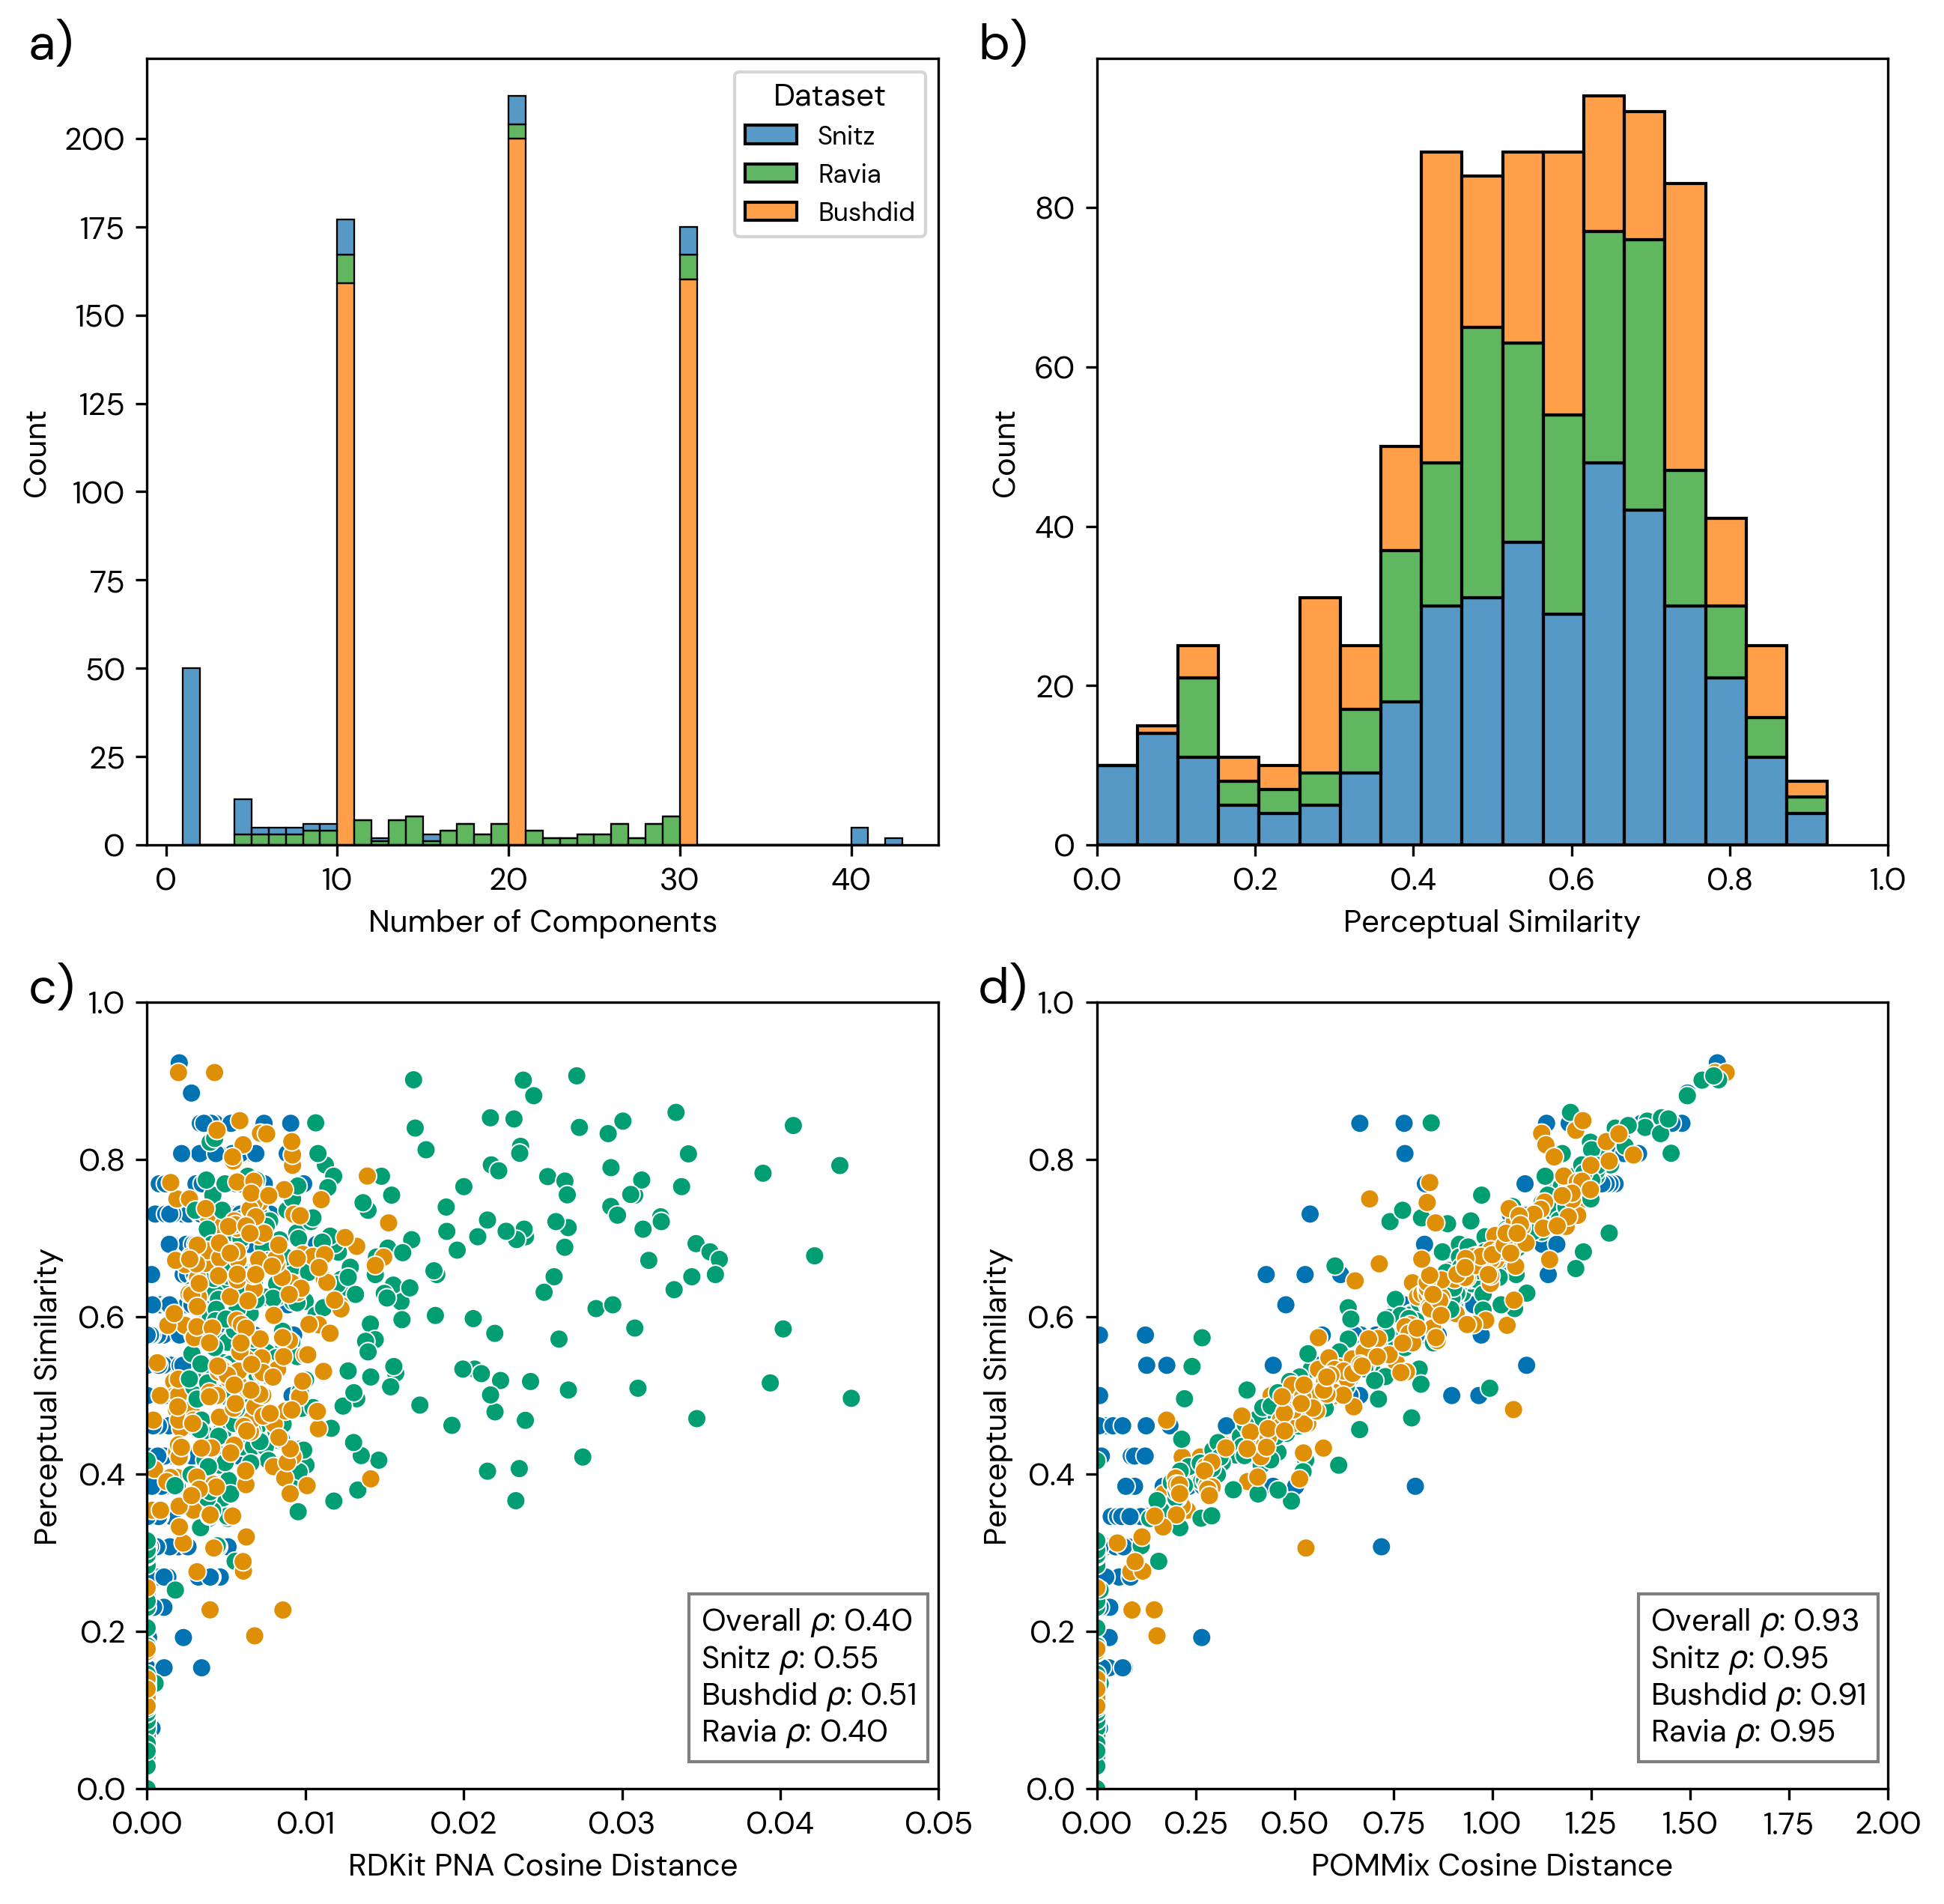 a)
Dataset
Snitz
Ravia
Bushdid
200
175
150
125
100
75
50
25
0
Count
0 10 20 30 40
Number of Components
b)
80
60
40
20
0
Count
0.0 0.2 0.4 0.6 0.8 1.0
Perceptual Similarity
c)
1.0
0.8
0.6
0.4
0.2
0.0
Perceptual Similarity
Overall ρ: 0.40
Snitz ρ: 0.55
Bushdid ρ: 0.51
Ravia ρ: 0.40
0.00 0.01 0.02 0.03 0.04 0.05
RDKit PNA Cosine Distance
d)
1.0
0.8
0.6
0.4
0.2
0.0
Perceptual Similarity
Overall ρ: 0.93
Snitz ρ: 0.95
Bushdid ρ: 0.91
Ravia ρ: 0.95
0.00 0.25 0.50 0.75 1.00 1.25 1.50 1.75 2.00
POMMix Cosine Distance